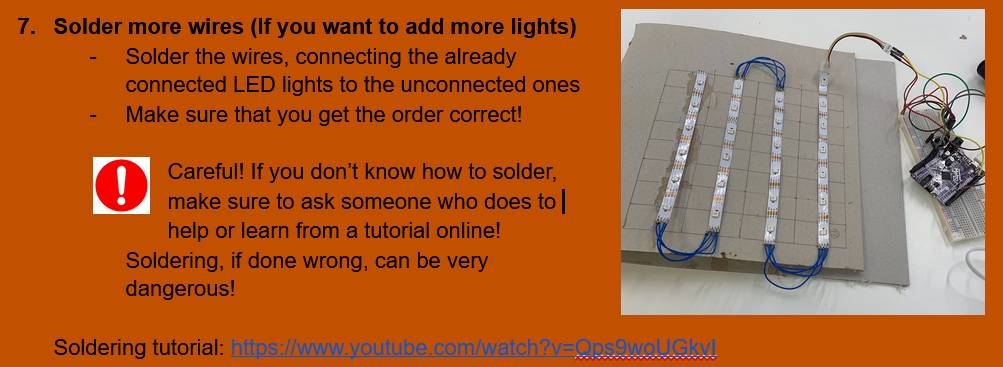 7. Solder more wires (If you want to add more lights)
- Solder the wires, connecting the already
connected LED lights to the unconnected ones
- Make sure that you get the order correct!
Careful! If you don't know how to solder,
make sure to ask someone who does to
help or learn from a tutorial online!
Soldering, if done wrong, can be very
dangerous!
Soldering tutorial: https://www.youtube.com/watch?v=Qps9woUGkvI